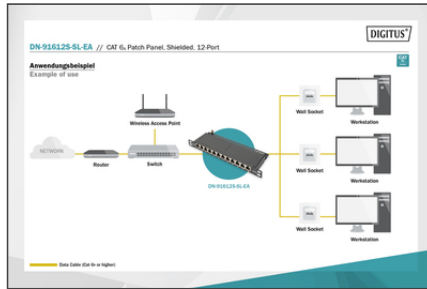 DIGITUS®
DN-91612S-SL-EA // CAT 6ₐ Patch Panel, Shielded, 12-Port
CAT
Anwendungsbeispiel
Example of use
Wireless Access Point
NETWORK
Router
Switch
DN-91612S-SL-EA
Wall Socket
Workstation
Wall Socket
Workstation
Wall Socket
Workstation
Data Cable (Cat 6ₐ or higher)